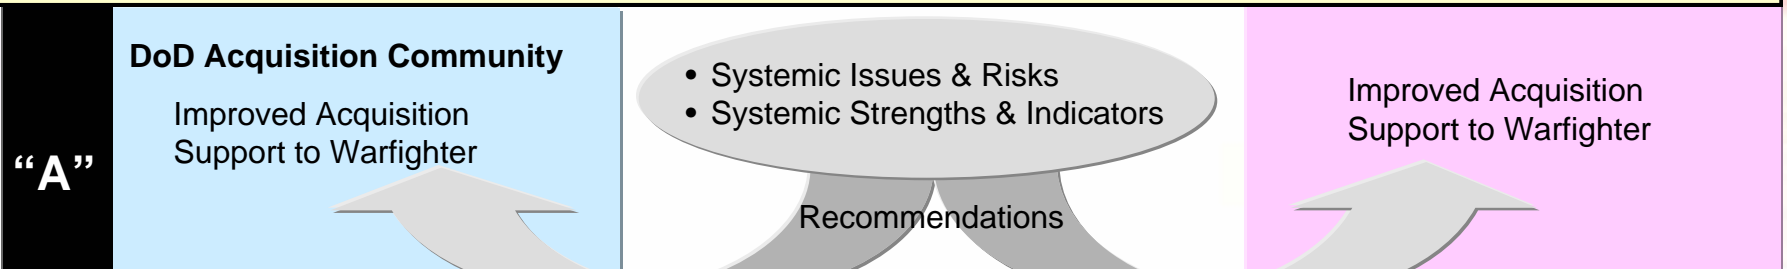 “A”
DoD Acquisition Community
Improved Acquisition
Support to Warfighter
• Systemic Issues & Risks
• Systemic Strengths & Indicators
Recommendations
Improved Acquisition
Support to Warfighter